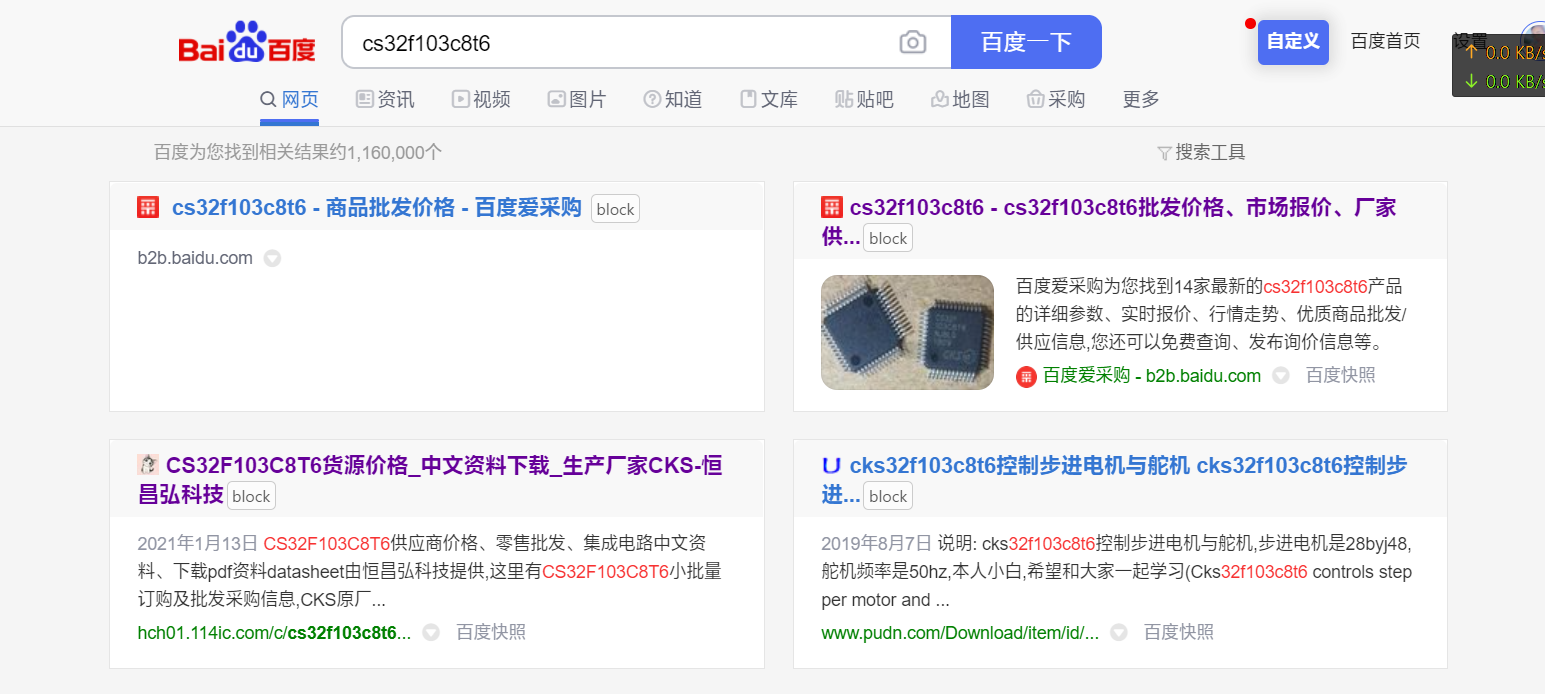 Bai du 百度
cs32f103c8t6
百度一下
自定义
百度首页
设置
↑ 0.0 KB/s
↓ 0.0 KB/s
网页
资讯
视频
图片
知道
文库
贴吧
地图
采购
更多
百度为您找到相关结果约1,160,000个
搜索工具
cs32f103c8t6 - 商品批发价格 - 百度爱采购 block
b2b.baidu.com
cs32f103c8t6 - cs32f103c8t6批发价格、市场报价、厂家
供... block
百度爱采购为您找到14家最新的cs32f103c8t6产品
的详细参数、实时报价、行情走势、优质商品批发/
供应信息,您还可以免费查询、发布询价信息等。
百度爱采购 - b2b.baidu.com 百度快照
CS32F103C8T6货源价格_中文资料下载_生产厂家CKS-恒
昌弘科技 block
2021年1月13日 CS32F103C8T6供应商价格、零售批发、集成电路中文资
料、下载pdf资料datasheet由恒昌弘科技提供,这里有CS32F103C8T6小批量
订购及批发采购信息,CKS原厂...
hch01.114ic.com/c/cs32f103c8t6... 百度快照
cks32f103c8t6控制步进电机与舵机 cks32f103c8t6控制步
进... block
2019年8月7日 说明: cks32f103c8t6控制步进电机与舵机,步进电机是28byj48,
舵机频率是50hz,本人小白,希望和大家一起学习(Cks32f103c8t6 controls step
per motor and ...
www.pudn.com/Download/item/id/... 百度快照